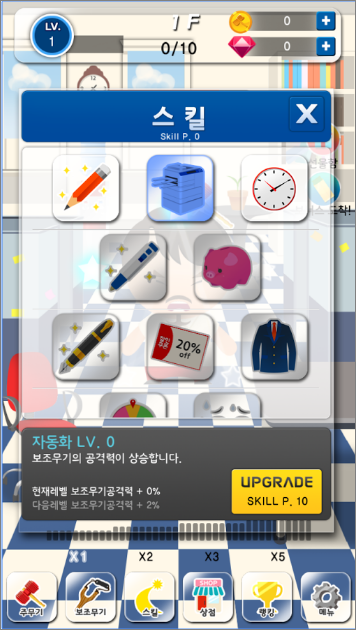 LV.
1
1 F
0/10
0
0
스킬
Skill P. 0
X
20%
off
자동화 LV. 0
보조무기의 공격력이 상승합니다.
현재레벨 보조무기공격력 + 0%
다음레벨 보조무기공격력 + 2%
UPGRADE
SKILL P. 10
X1 X2 X3 X5
SHOP
주무기 보조무기 스킬 상점 랭킹 메뉴